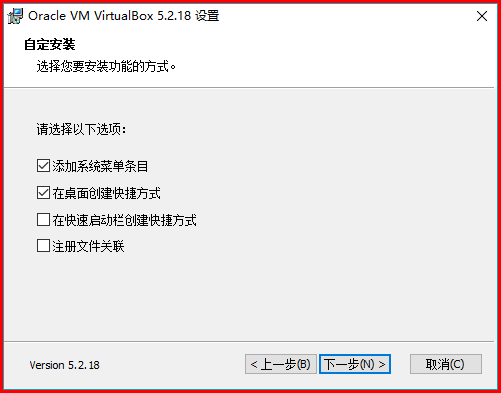 Oracle VM VirtualBox 5.2.18 设置
自定安装
选择您要安装功能的方式。
请选择以下选项：
添加系统菜单条目
在桌面创建快捷方式
在快速启动栏创建快捷方式
注册文件关联
Version 5.2.18
< 上一步(B)
下一步(N) >
取消(C)